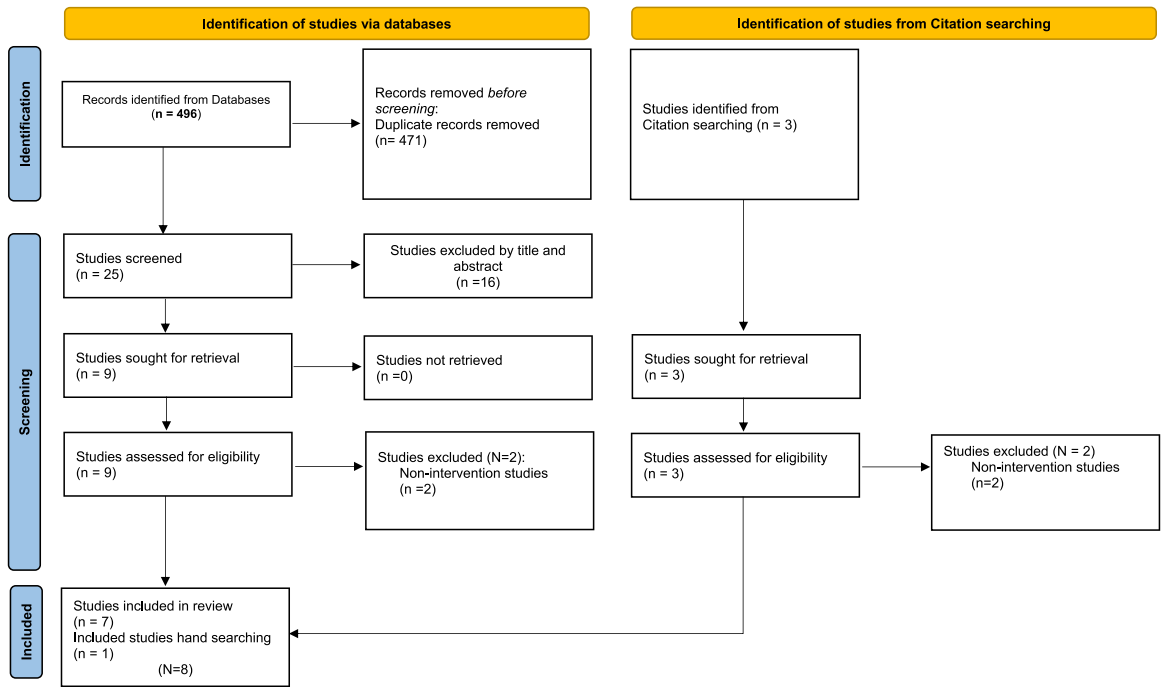 Identification of studies via databases
Identification of studies from Citation searching
Identification
Records identified from Databases
(n = 496)
Records removed before
screening:
Duplicate records removed
(n= 471)
Studies identified from
Citation searching (n = 3)
Screening
Studies screened
(n = 25)
Studies excluded by title and
abstract
(n =16)
Studies sought for retrieval
(n = 9)
Studies not retrieved
(n =0)
Studies sought for retrieval
(n = 3)
Studies assessed for eligibility
(n = 9)
Studies excluded (N=2):
Non-intervention studies
(n =2)
Studies assessed for eligibility
(n = 3)
Studies excluded (N = 2)
Non-intervention studies
(n=2)
Included
Studies included in review
(n = 7)
Included studies hand searching
(n = 1)
(N=8)